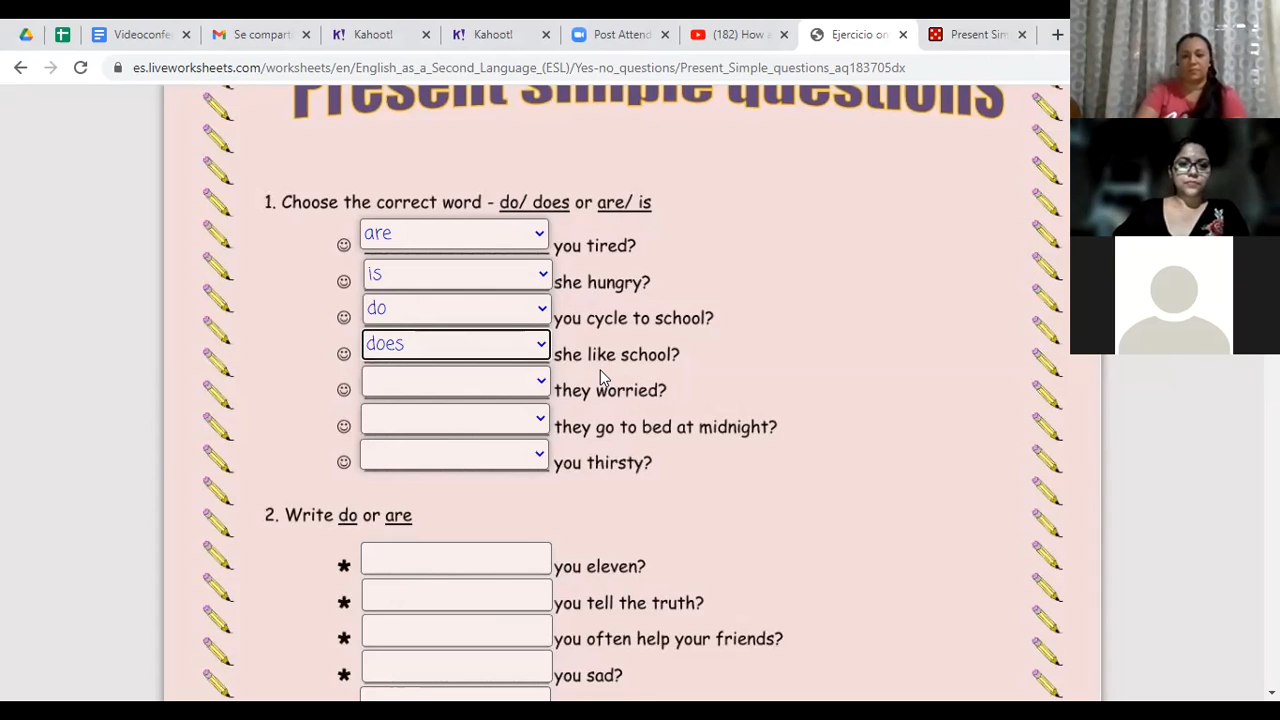 Videoconfe
Se compart
Kahoot!
Kahoot!
Post Attend
(182) How
Ejercicio on
Present Sim
es.liveworksheets.com/worksheets/en/English_as_a_Second_Language_(ESL)/Yes-no_questions/Present_Simple_questions_aq183705dx
Present Simple questions
1. Choose the correct word - do/ does or are/ is
are you tired?
is she hungry?
do you cycle to school?
does she like school?
they worried?
they go to bed at midnight?
you thirsty?
2. Write do or are
* you eleven?
* you tell the truth?
* you often help your friends?
* you sad?